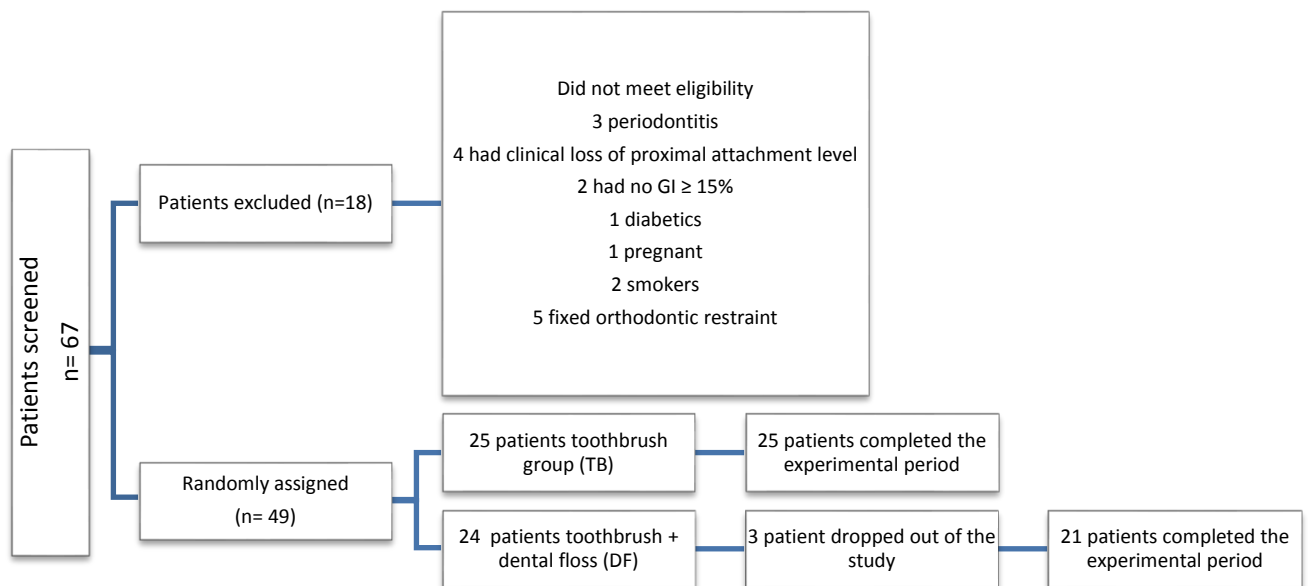 Patients screened
n= 67
Patients excluded (n=18)
Did not meet eligibility
3 periodontitis
4 had clinical loss of proximal attachment level
2 had no GI ≥ 15%
1 diabetics
1 pregnant
2 smokers
5 fixed orthodontic restraint
Randomly assigned
(n= 49)
25 patients toothbrush
group (TB)
25 patients completed the
experimental period
24 patients toothbrush +
dental floss (DF)
3 patient dropped out of the
study
21 patients completed the
experimental period